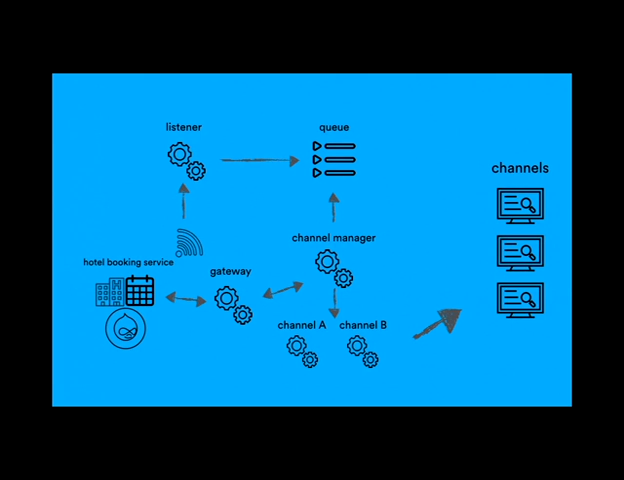 listener
queue
channels
channel manager
hotel booking service
gateway
channel A
channel B